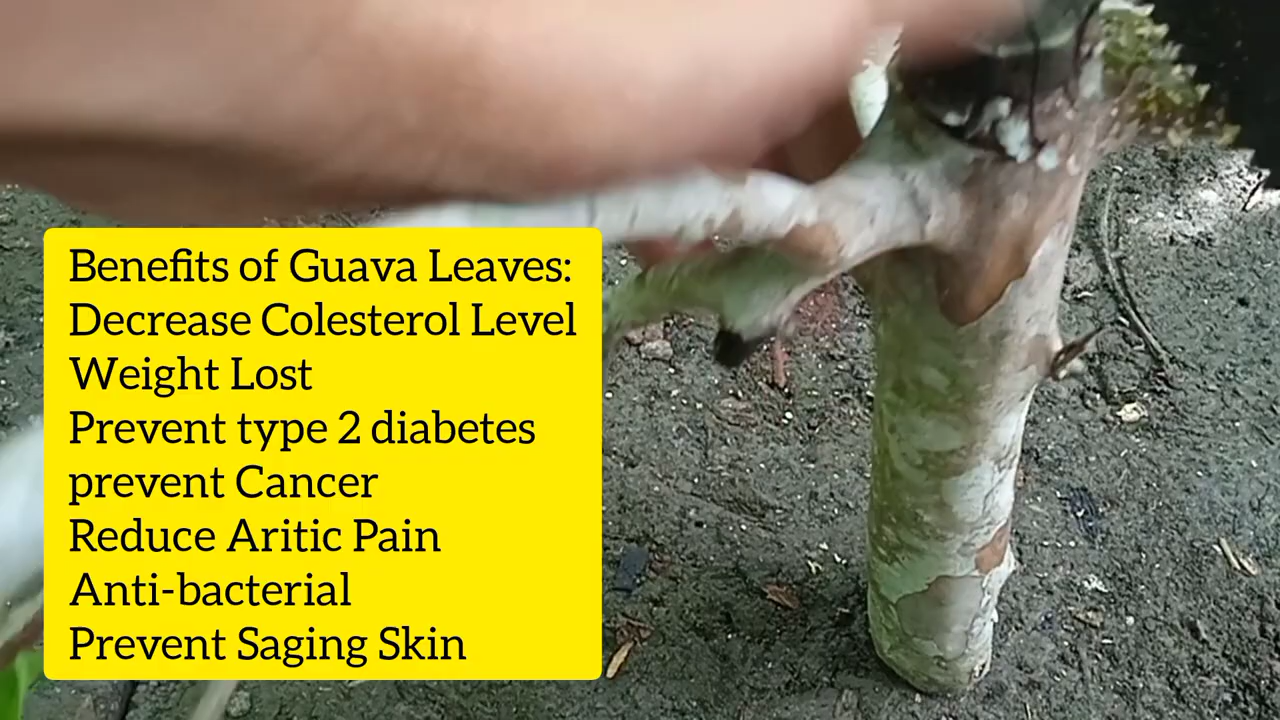 Benefits of Guava Leaves:
Decrease Colesterol Level
Weight Lost
Prevent type 2 diabetes
prevent Cancer
Reduce Aritic Pain
Anti-bacterial
Prevent Saging Skin